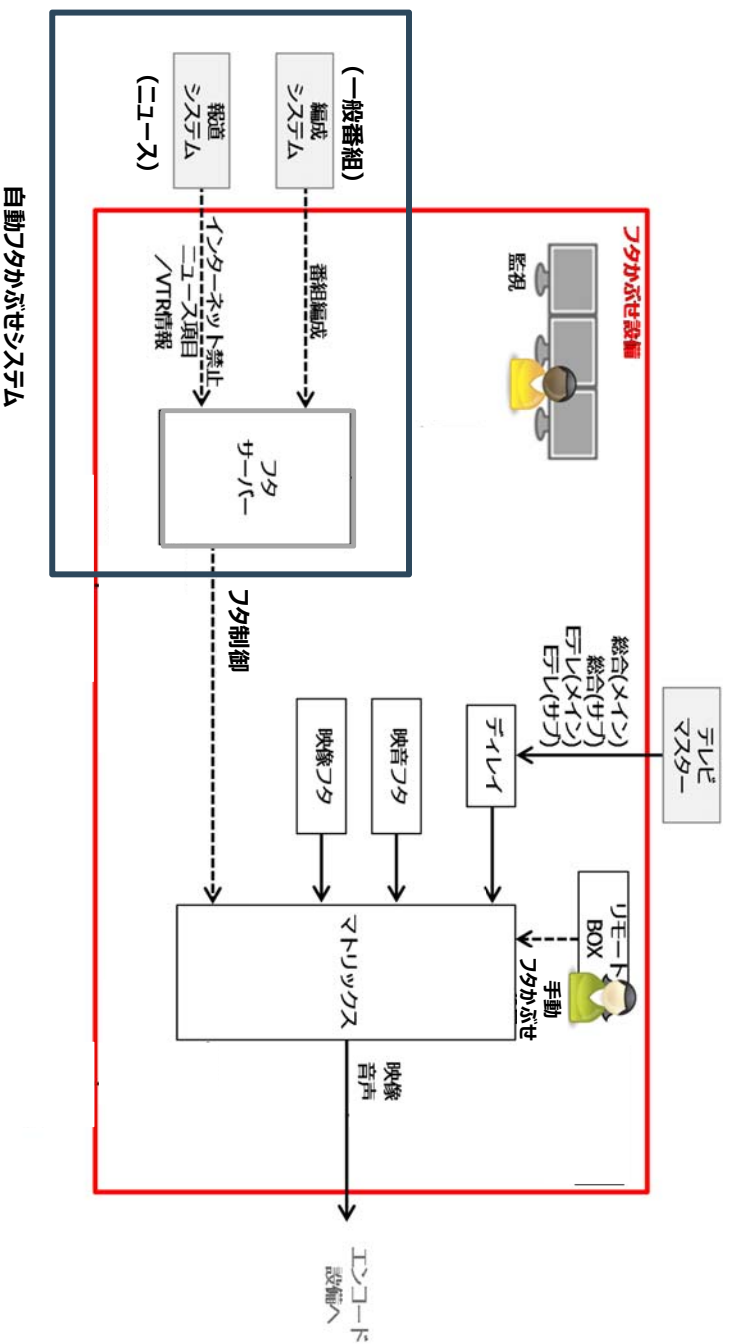 フタかぶせ設備
監視
テレビ
マスター
総合(メイン)
総合(サブ)
Eテレ(メイン)
Eテレ(サブ)
リモート
BOX
手動
フタかぶせ
ディレイ
映音フタ
映像フタ
マトリックス
映像
音声
エンコード
設備へ
(一般番組)
編成
システム
番組編成
報道
システム
(ニュース)
インターネット禁止
ニュース項目
/VTR情報
フタ
サーバー
フタ制御
自動フタかぶせシステム